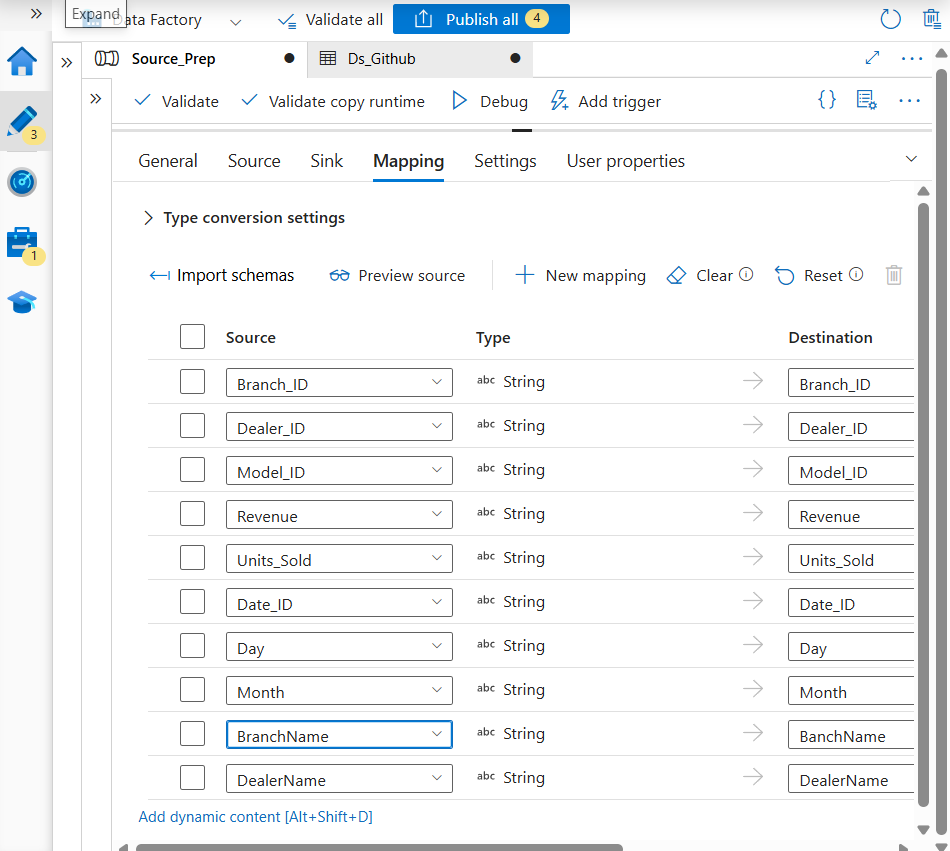 Expand
Data Factory
Validate all
Publish all 4
Source_Prep
Ds_Github
3
Validate
Validate copy runtime
Debug
Add trigger
{}
General
Source
Sink
Mapping
Settings
User properties
1
Type conversion settings
Import schemas
Preview source
New mapping
Clear
Reset
Source Type Destination
Branch_ID abc String Branch_ID
Dealer_ID abc String Dealer_ID
Model_ID abc String Model_ID
Revenue abc String Revenue
Units_Sold abc String Units_Sold
Date_ID abc String Date_ID
Day abc String Day
Month abc String Month
BranchName abc String BanchName
DealerName abc String DealerName
Add dynamic content [Alt+Shift+D]